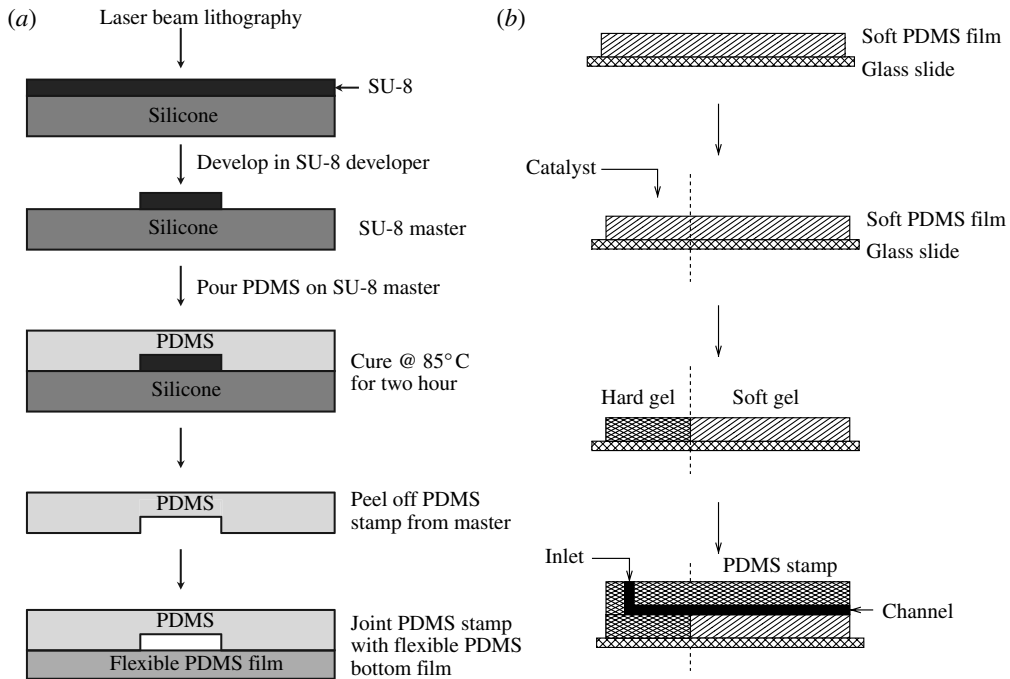 (a)
Laser beam lithography
SU-8
Silicone
Develop in SU-8 developer
Silicone
SU-8 master
Pour PDMS on SU-8 master
PDMS
Silicone
Cure @ 85°C
for two hour
PDMS
Peel off PDMS
stamp from master
PDMS
Flexible PDMS film
Joint PDMS stamp
with flexible PDMS
bottom film
(b)
Soft PDMS film
Glass slide
Catalyst
Soft PDMS film
Glass slide
Hard gel
Soft gel
Inlet
PDMS stamp
Channel